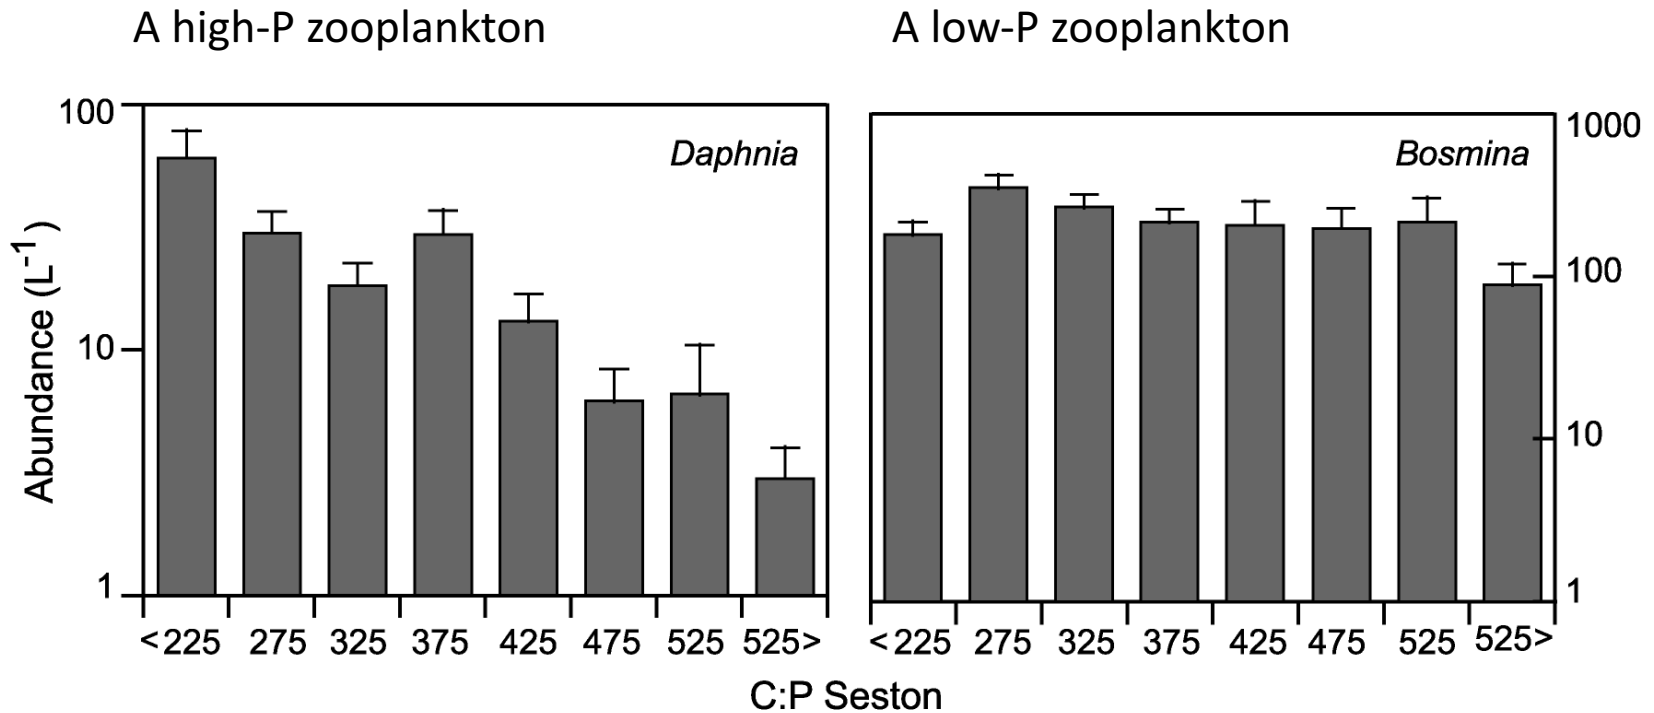 A high-P zooplankton
A low-P zooplankton
100
10
1
Abundance (L-1)
Daphnia
<225 275 325 375 425 475 525 525>
1000
100
10
1
Bosmina
<225 275 325 375 425 475 525 525>
C:P Seston